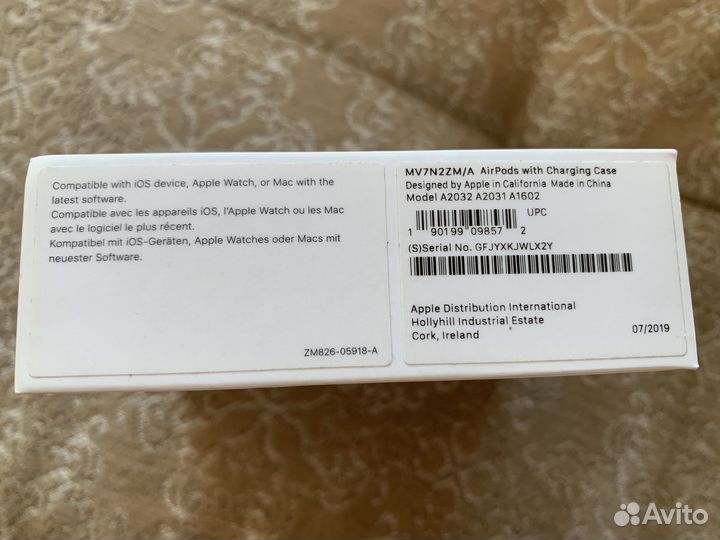 Compatible with iOS device, Apple Watch, or Mac with the
latest software.
Compatible avec les appareils iOS, l'Apple Watch ou les Mac
avec le logiciel le plus récent.
Kompatibel mit iOS-Geräten, Apple Watches oder Macs mit
neuester Software.
ZM826-05918-A
MV7N2ZM/A AirPods with Charging Case
Designed by Apple in California Made in China
Model A2032 A2031 A1602
UPC
1 90199 09857 2
(S)Serial No. GFJYXKJWLX2Y
Apple Distribution International
Hollyhill Industrial Estate
Cork, Ireland
07/2019
Avito